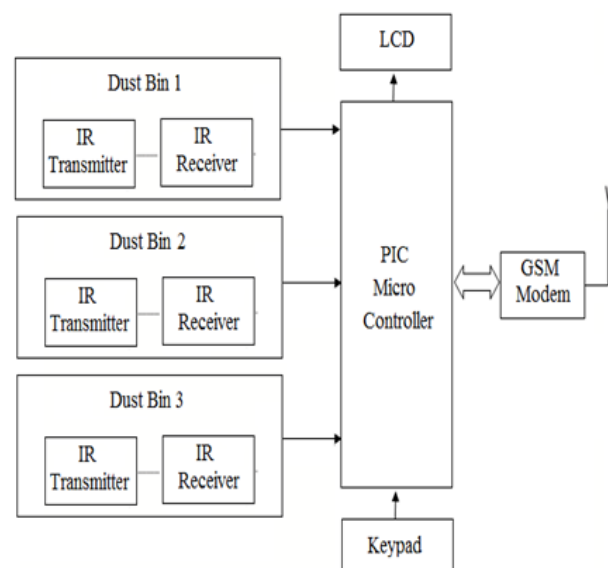 LCD
Dust Bin 1
IR
Transmitter
IR
Receiver
Dust Bin 2
IR
Transmitter
IR
Receiver
Dust Bin 3
IR
Transmitter
IR
Receiver
PIC
Micro
Controller
GSM
Modem
Keypad